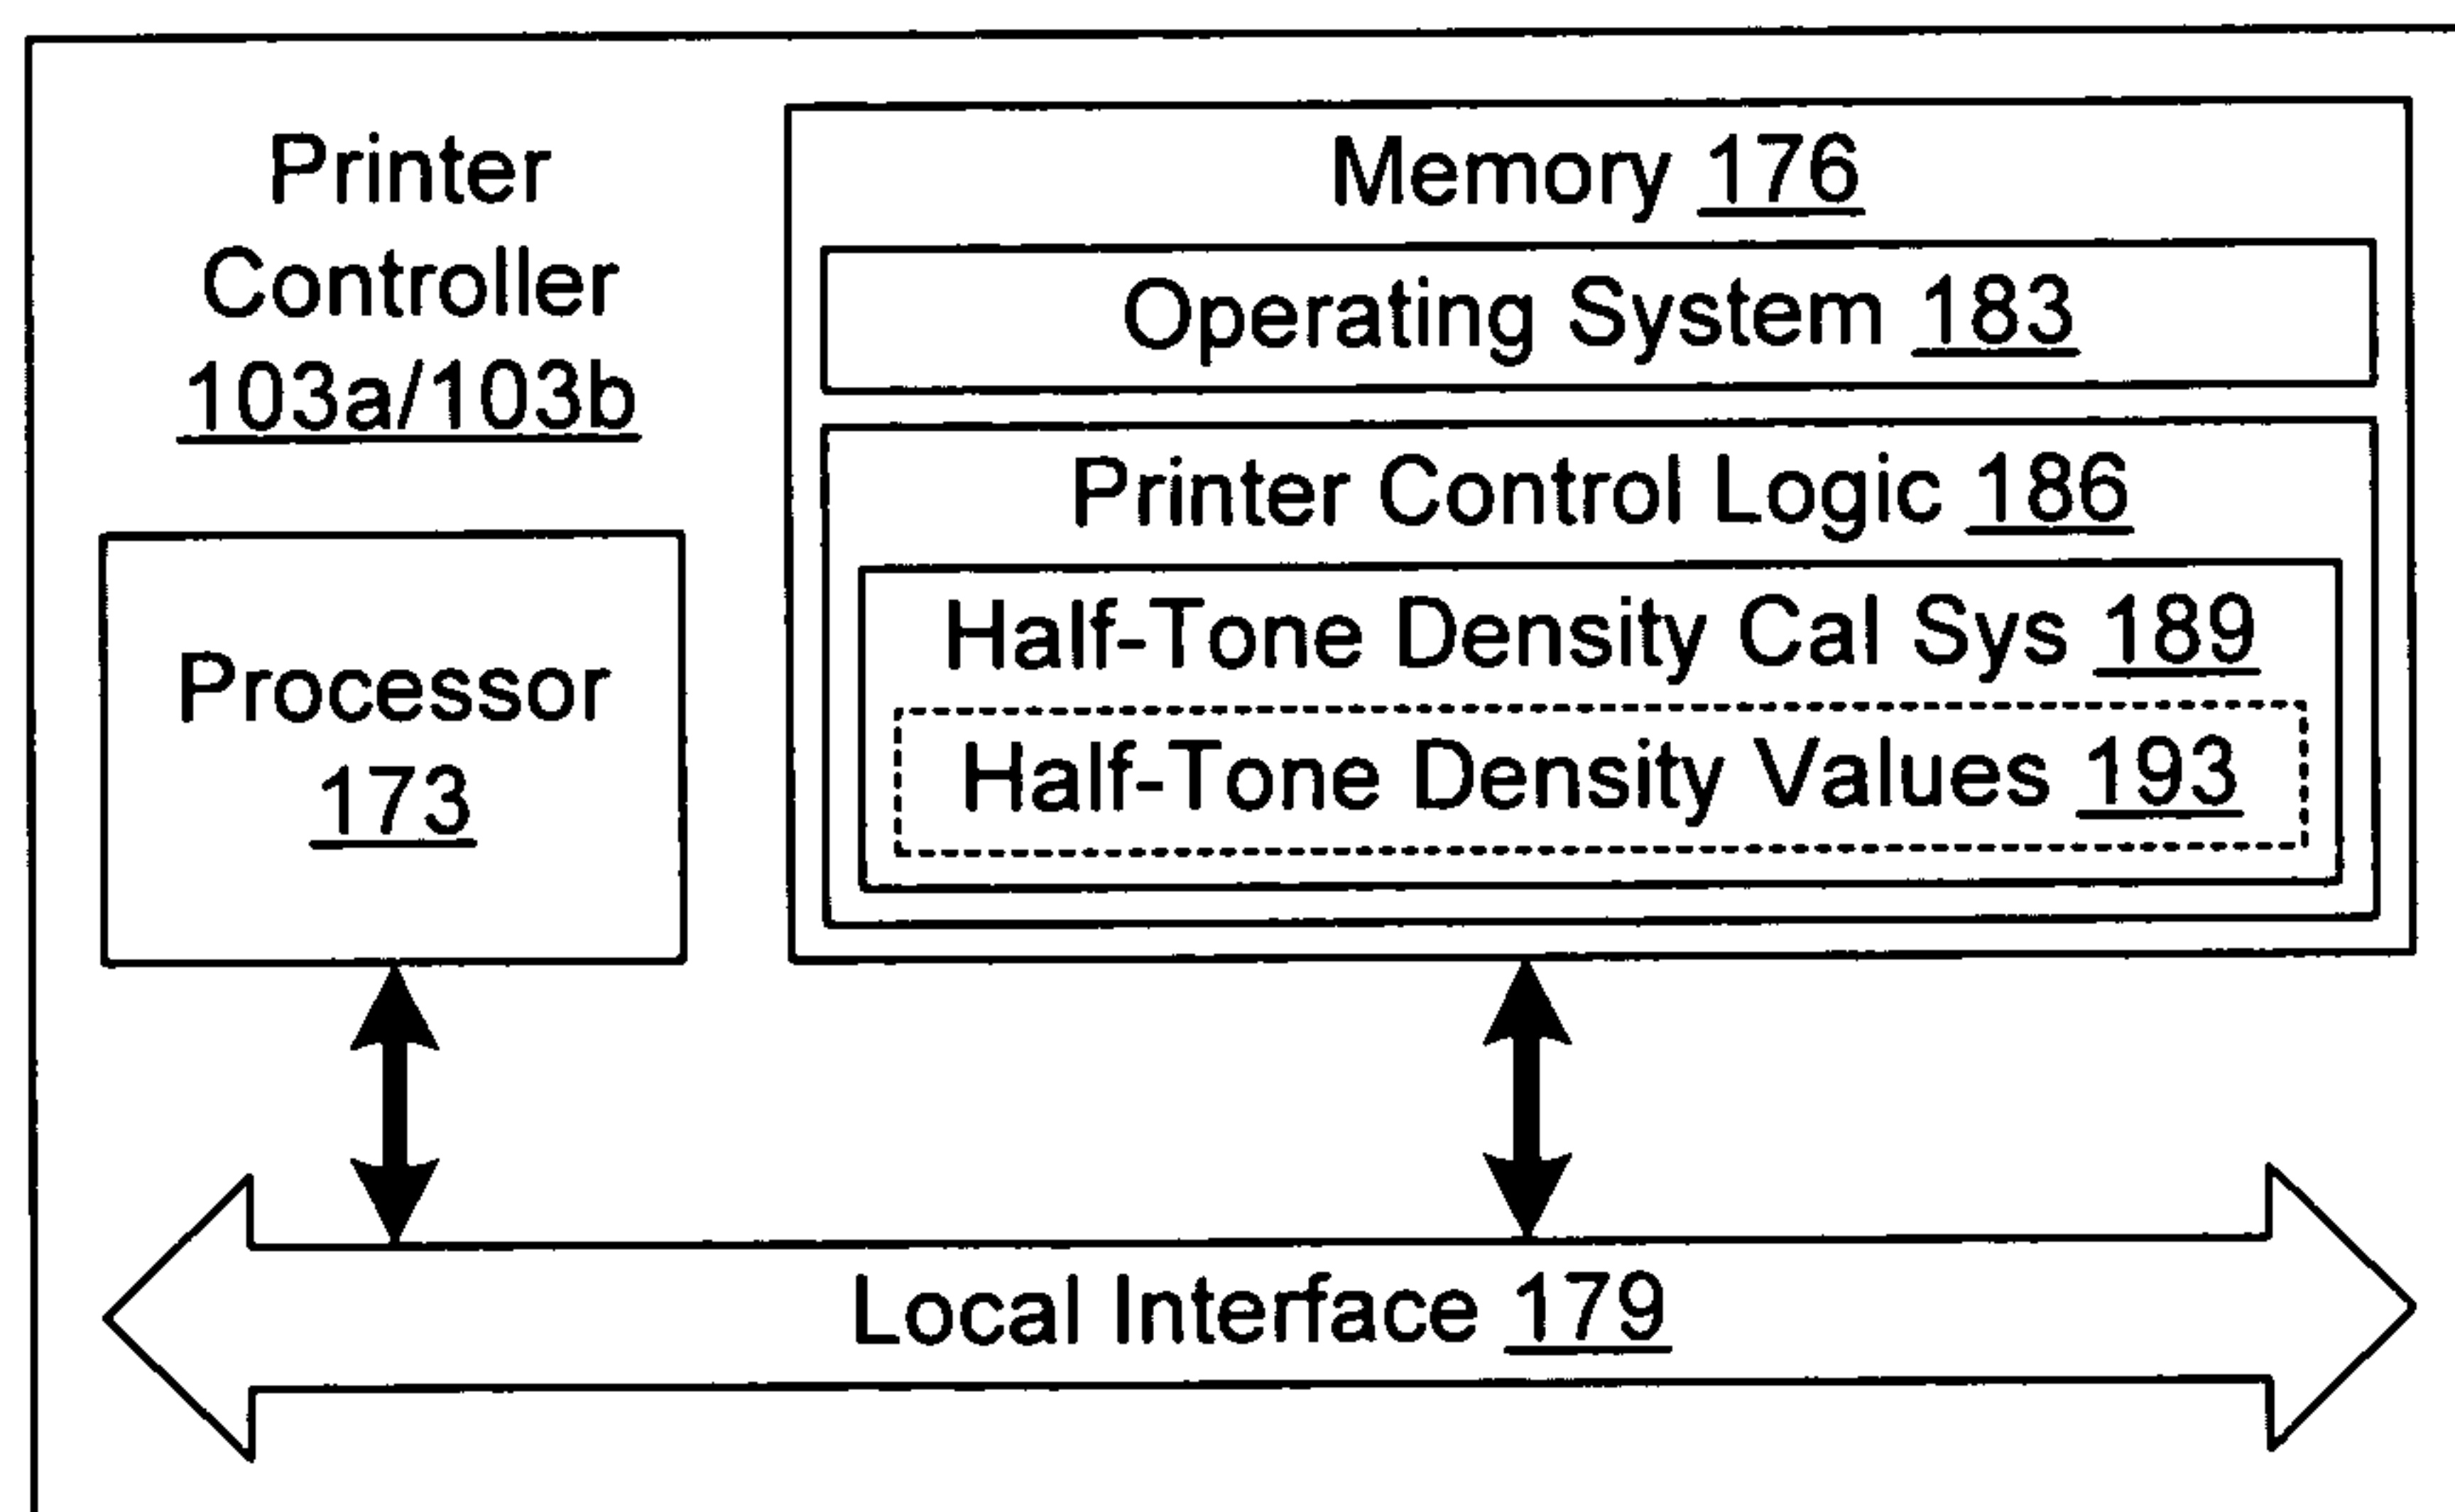 Printer
Controller
103a/103b
Memory 176
Operating System 183
Printer Control Logic 186
Half-Tone Density Cal Sys 189
Half-Tone Density Values 193
Processor
173
Local Interface 179